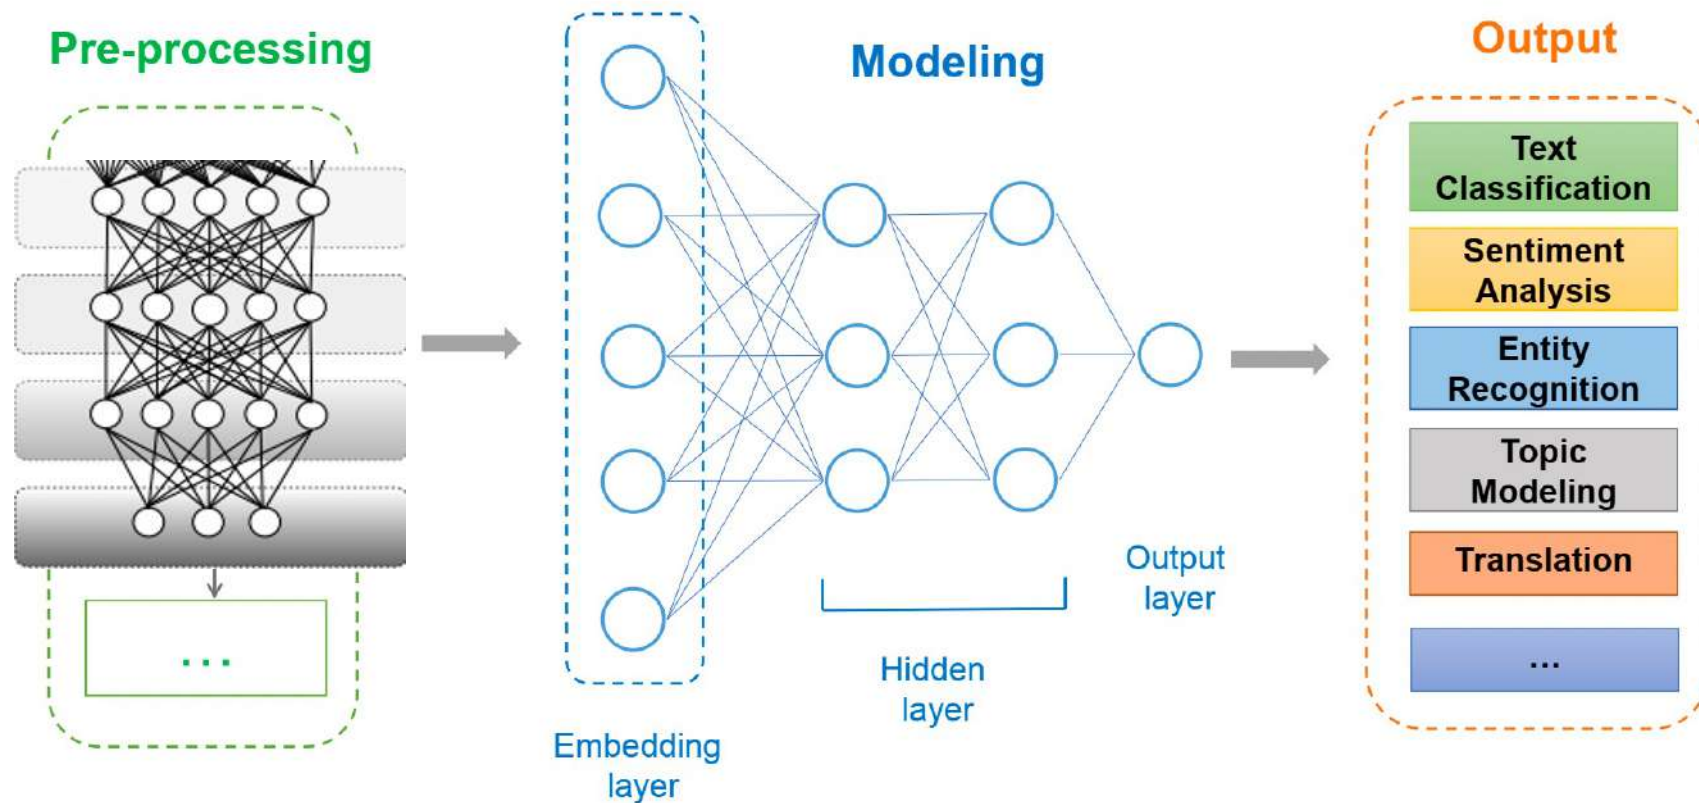 Pre-processing
...
Modeling
Embedding
layer
Hidden
layer
Output
layer
Output
Text
Classification
Sentiment
Analysis
Entity
Recognition
Topic
Modeling
Translation
...